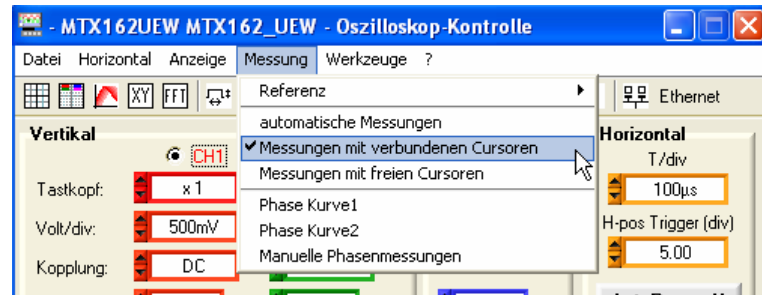 - MTX162UEW MTX162_UEW - Oszilloskop-Kontrolle
Datei Horizontal Anzeige Messung Werkzeuge ?
XY FFT Ethernet
Referenz
automatische Messungen
Messungen mit verbundenen Cursoren
Messungen mit freien Cursoren
Phase Kurve1
Phase Kurve2
Manuelle Phasenmessungen
Vertikal
CH1
Tastkopf: x 1
Volt/div: 500mV
Kopplung: DC
Horizontal
T/div
100µs
H-pos Trigger (div)
5.00